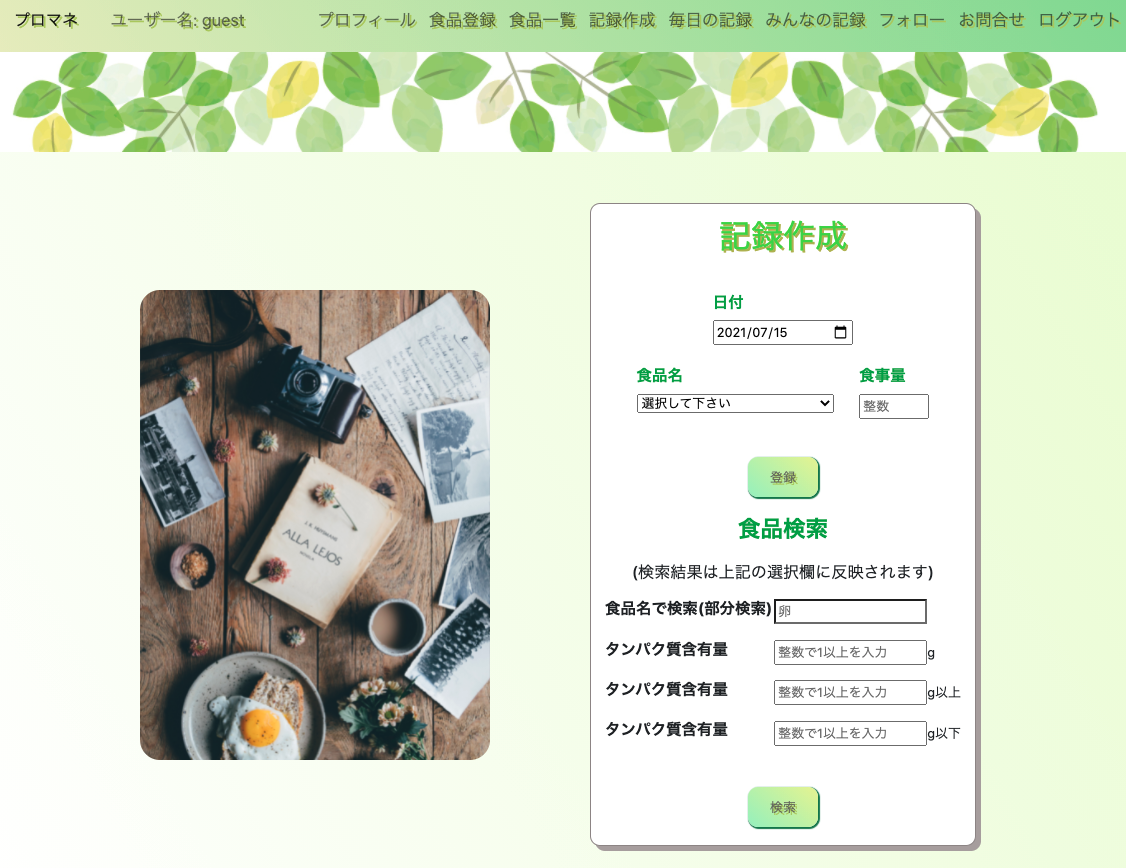 プロマネ ユーザー名: guest プロフィール 食品登録 食品一覧 記録作成 毎日の記録 みんなの記録 フォロー お問合せ ログアウト
記録作成
日付
2021/07/15
食品名 食事量
選択して下さい 整数
登録
食品検索
(検索結果は上記の選択欄に反映されます)
食品名で検索(部分検索) 卵
タンパク質含有量 整数で1以上を入力 g
タンパク質含有量 整数で1以上を入力 g以上
タンパク質含有量 整数で1以上を入力 g以下
検索
ALLA LEJOS